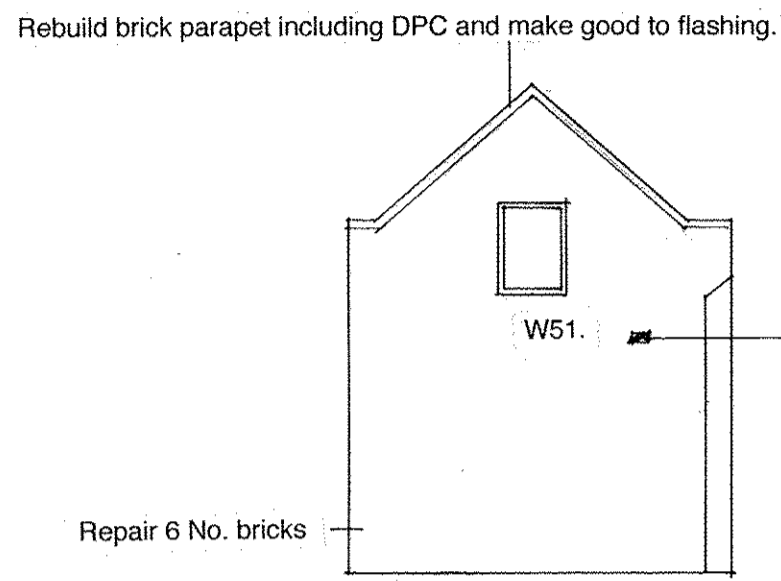 Rebuild brick parapet including DPC and make good to flashing.
W51.
Repair 6 No. bricks